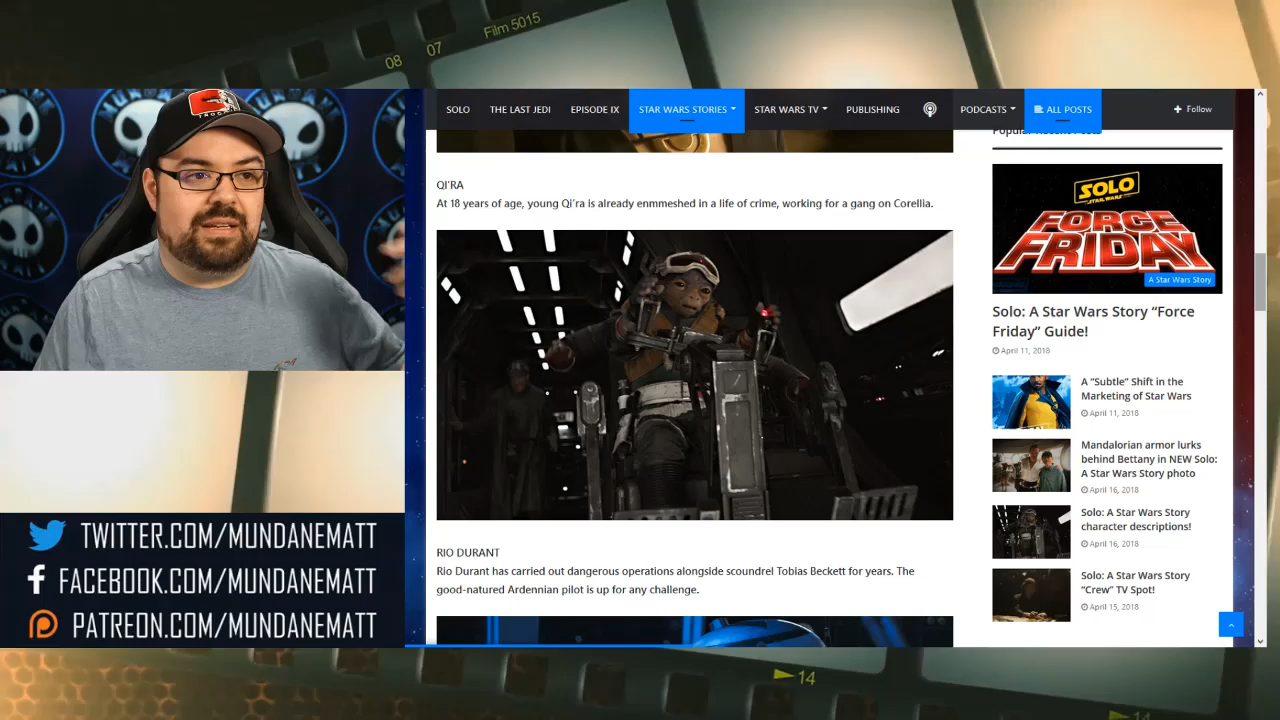 Film 5015
08
07
SOLO
THE LAST JEDI
EPISODE IX
STAR WARS STORIES
STAR WARS TV
PUBLISHING
PODCASTS
ALL POSTS
Follow
QI'RA
At 18 years of age, young Qi'ra is already enmmeshed in a life of crime, working for a gang on Corellia.
RIO DURANT
Rio Durant has carried out dangerous operations alongside scoundrel Tobias Beckett for years. The
good-natured Ardennian pilot is up for any challenge.
SOLO
STAR WARS
FORCE
FRIDAY
A Star Wars Story
Solo: A Star Wars Story “Force
Friday” Guide!
April 11, 2018
A “Subtle” Shift in the
Marketing of Star Wars
April 11, 2018
Mandalorian armor lurks
behind Bettany in NEW Solo:
A Star Wars Story photo
April 16, 2018
Solo: A Star Wars Story
character descriptions!
April 16, 2018
Solo: A Star Wars Story
“Crew” TV Spot!
April 15, 2018
TWITTER.COM/MUNDANEMATT
FACEBOOK.COM/MUNDANEMATT
PATREON.COM/MUNDANEMATT
14